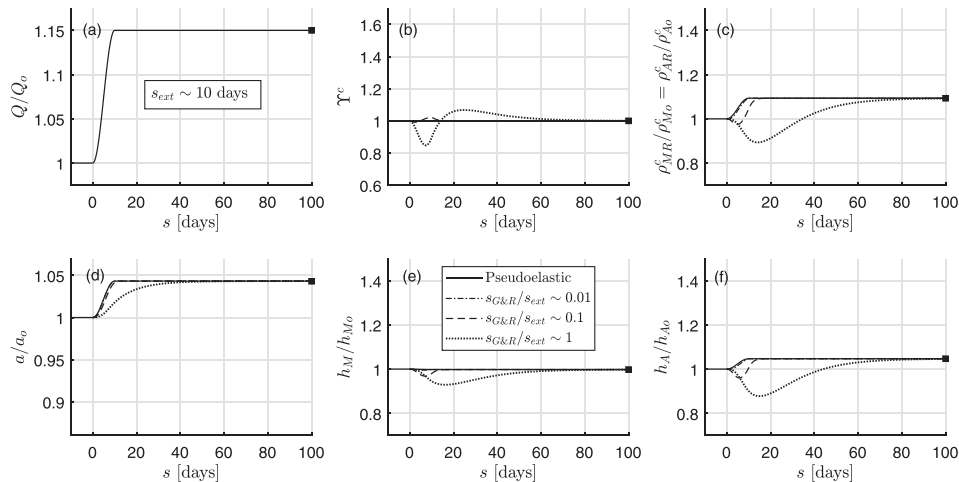 (a)
Q/Q_o
1.15
1.1
1.05
1
s_ext ~ 10 days
0 20 40 60 80 100
s [days]
(b)
ϒ^c
1.6
1.4
1.2
1
0.8
0.6
0 20 40 60 80 100
s [days]
(c)
ρ^c_MR/ρ^c_Mo = ρ^c_AR/ρ^c_Ao
1.4
1.2
1
0.8
0 20 40 60 80 100
s [days]
(d)
a/a_o
1.05
1
0.95
0.9
0 20 40 60 80 100
s [days]
(e)
h_M/h_Mo
1.4
1.2
1
0.8
Pseudoelastic
s_G&R/s_ext ~ 0.01
s_G&R/s_ext ~ 0.1
s_G&R/s_ext ~ 1
0 20 40 60 80 100
s [days]
(f)
h_A/h_Ao
1.4
1.2
1
0.8
0 20 40 60 80 100
s [days]